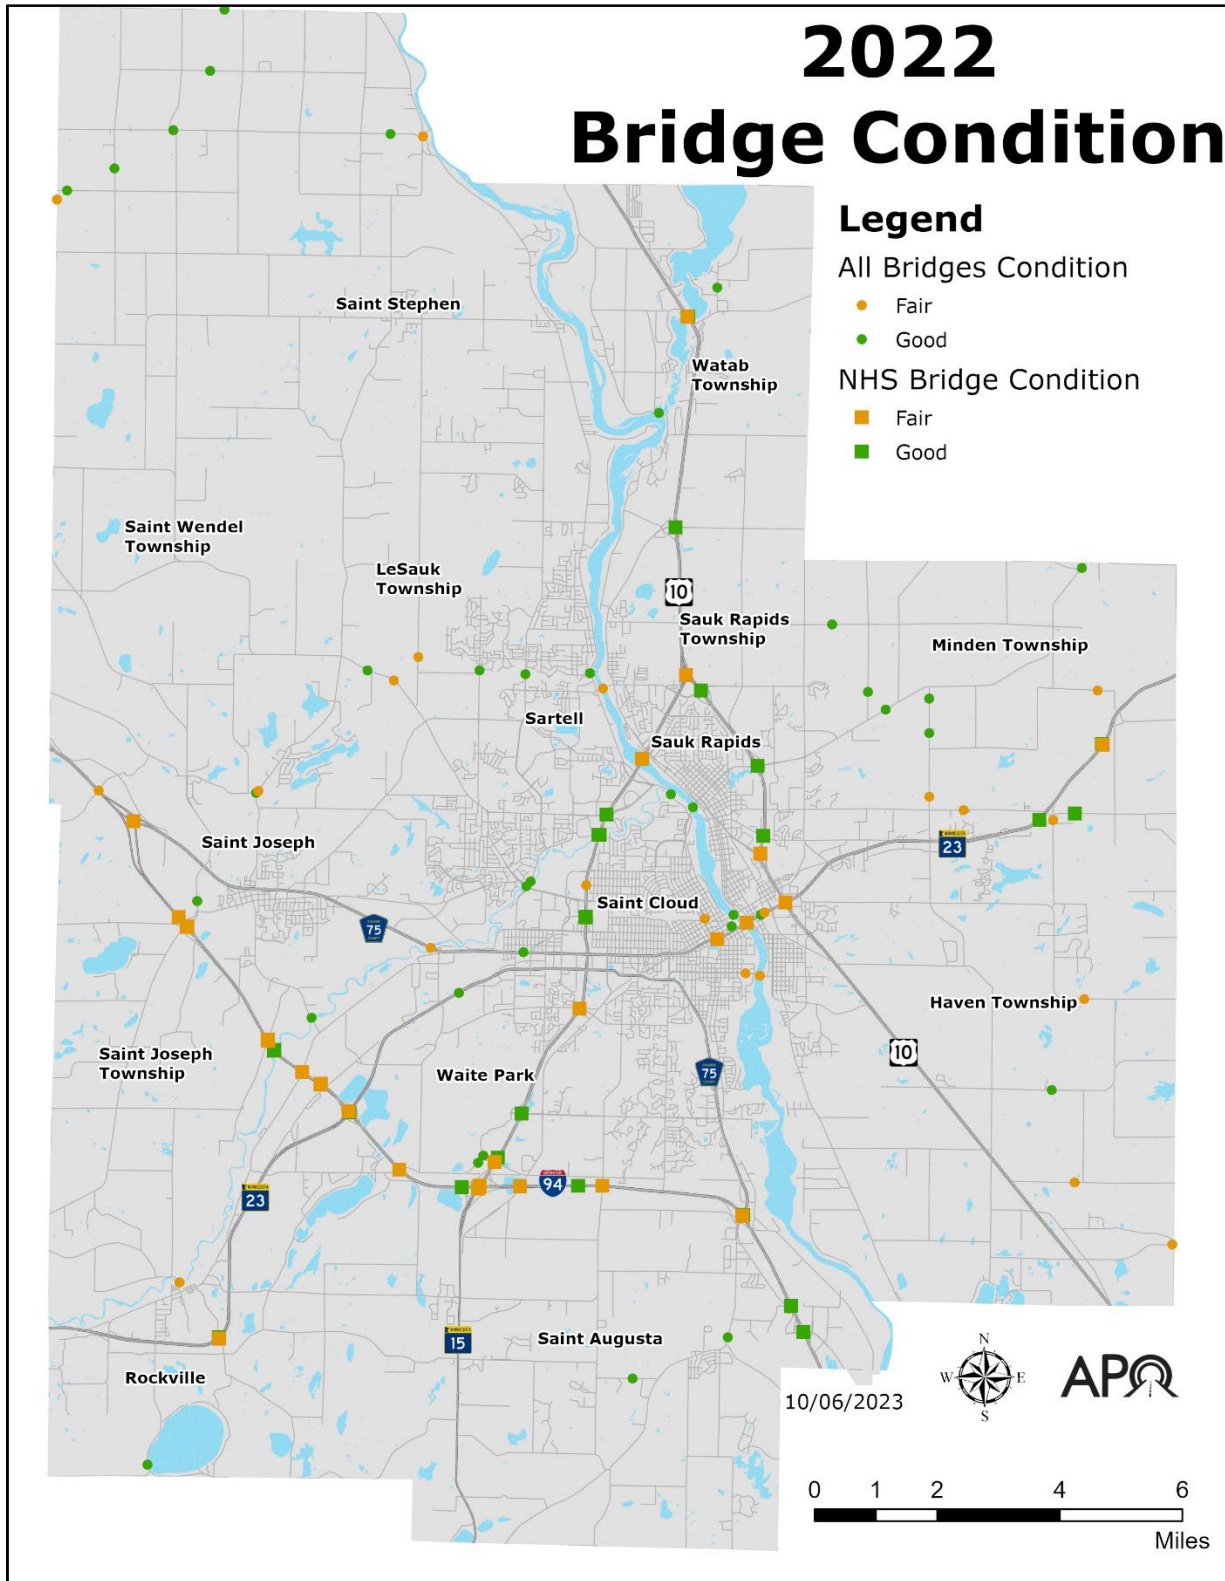 2022
Bridge Condition
Legend
All Bridges Condition
Fair
Good
NHS Bridge Condition
Fair
Good
Saint Stephen
Watab
Township
Saint Wendel
Township
LeSauk
Township
10
Sauk Rapids
Township
Minden Township
Sartell
Sauk Rapids
Saint Joseph
MINNESOTA
23
Saint Cloud
75
Haven Township
10
Saint Joseph
Township
Waite Park
75
94
MINNESOTA
23
MINNESOTA
15
Saint Augusta
Rockville
N
W
E
S
APO
10/06/2023
0
1
2
4
6
Miles